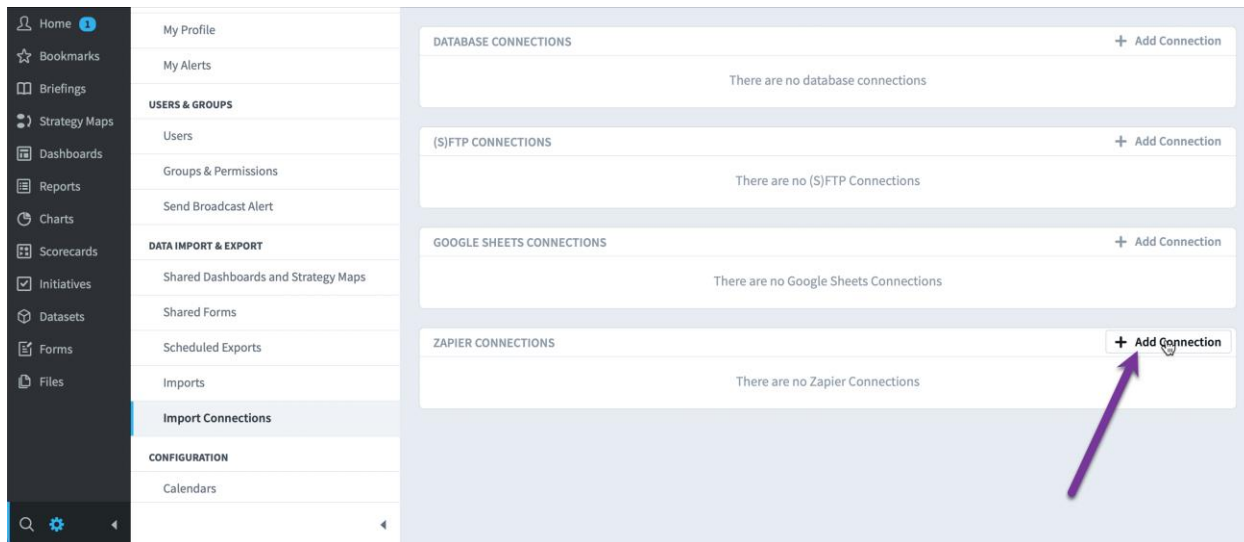 Home 1
Bookmarks
Briefings
Strategy Maps
Dashboards
Reports
Charts
Scorecards
Initiatives
Datasets
Forms
Files
My Profile
My Alerts
USERS & GROUPS
Users
Groups & Permissions
Send Broadcast Alert
DATA IMPORT & EXPORT
Shared Dashboards and Strategy Maps
Shared Forms
Scheduled Exports
Imports
Import Connections
CONFIGURATION
Calendars
DATABASE CONNECTIONS + Add Connection
There are no database connections
(S)FTP CONNECTIONS + Add Connection
There are no (S)FTP Connections
GOOGLE SHEETS CONNECTIONS + Add Connection
There are no Google Sheets Connections
ZAPIER CONNECTIONS + Add Connection
There are no Zapier Connections